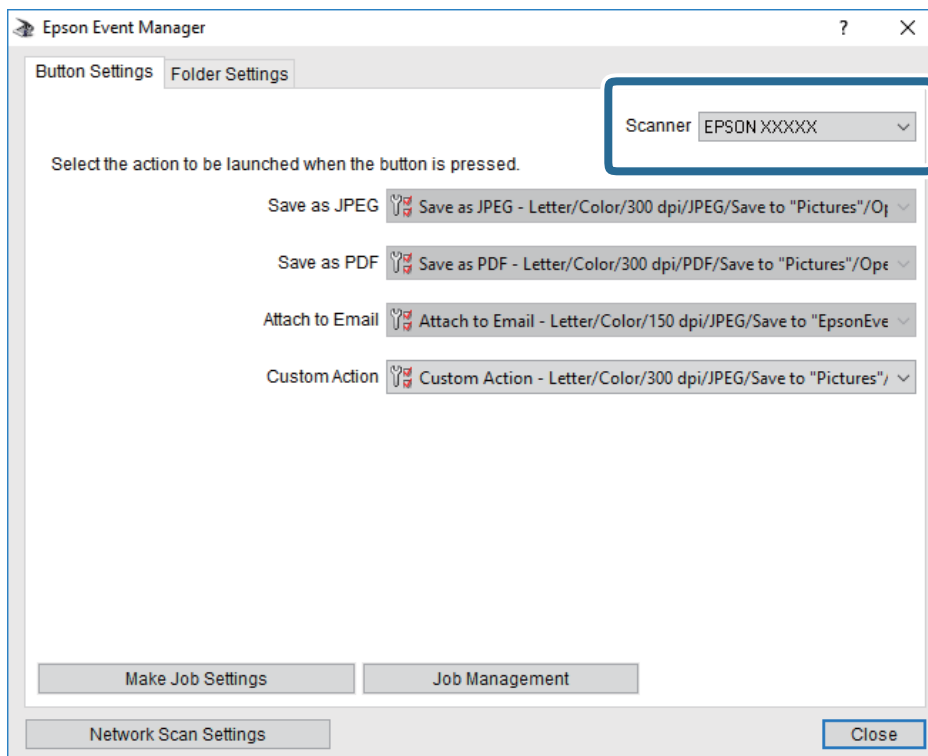 Epson Event Manager
Button Settings Folder Settings
Scanner EPSON XXXXX
Select the action to be launched when the button is pressed.
Save as JPEG Save as JPEG - Letter/Color/300 dpi/JPEG/Save to "Pictures"/Op
Save as PDF Save as PDF - Letter/Color/300 dpi/PDF/Save to "Pictures"/Ope
Attach to Email Attach to Email - Letter/Color/150 dpi/JPEG/Save to "EpsonEve
Custom Action Custom Action - Letter/Color/300 dpi/JPEG/Save to "Pictures"/
Make Job Settings Job Management
Network Scan Settings Close